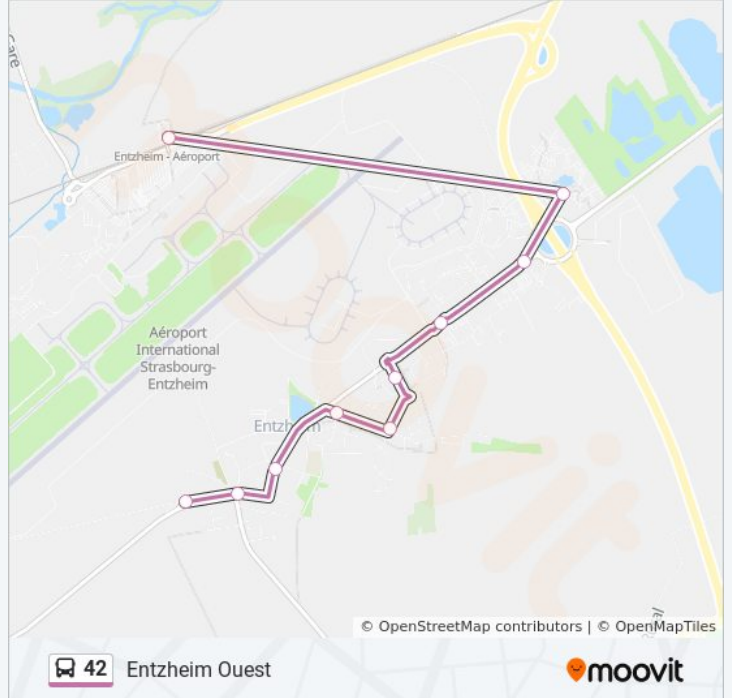 Gare
Entzheim - Aéroport
Aéroport
International
Strasbourg-
Entzheim
Entzheim
© OpenStreetMap contributors | © OpenMapTiles
42 Entzheim Ouest
moovit